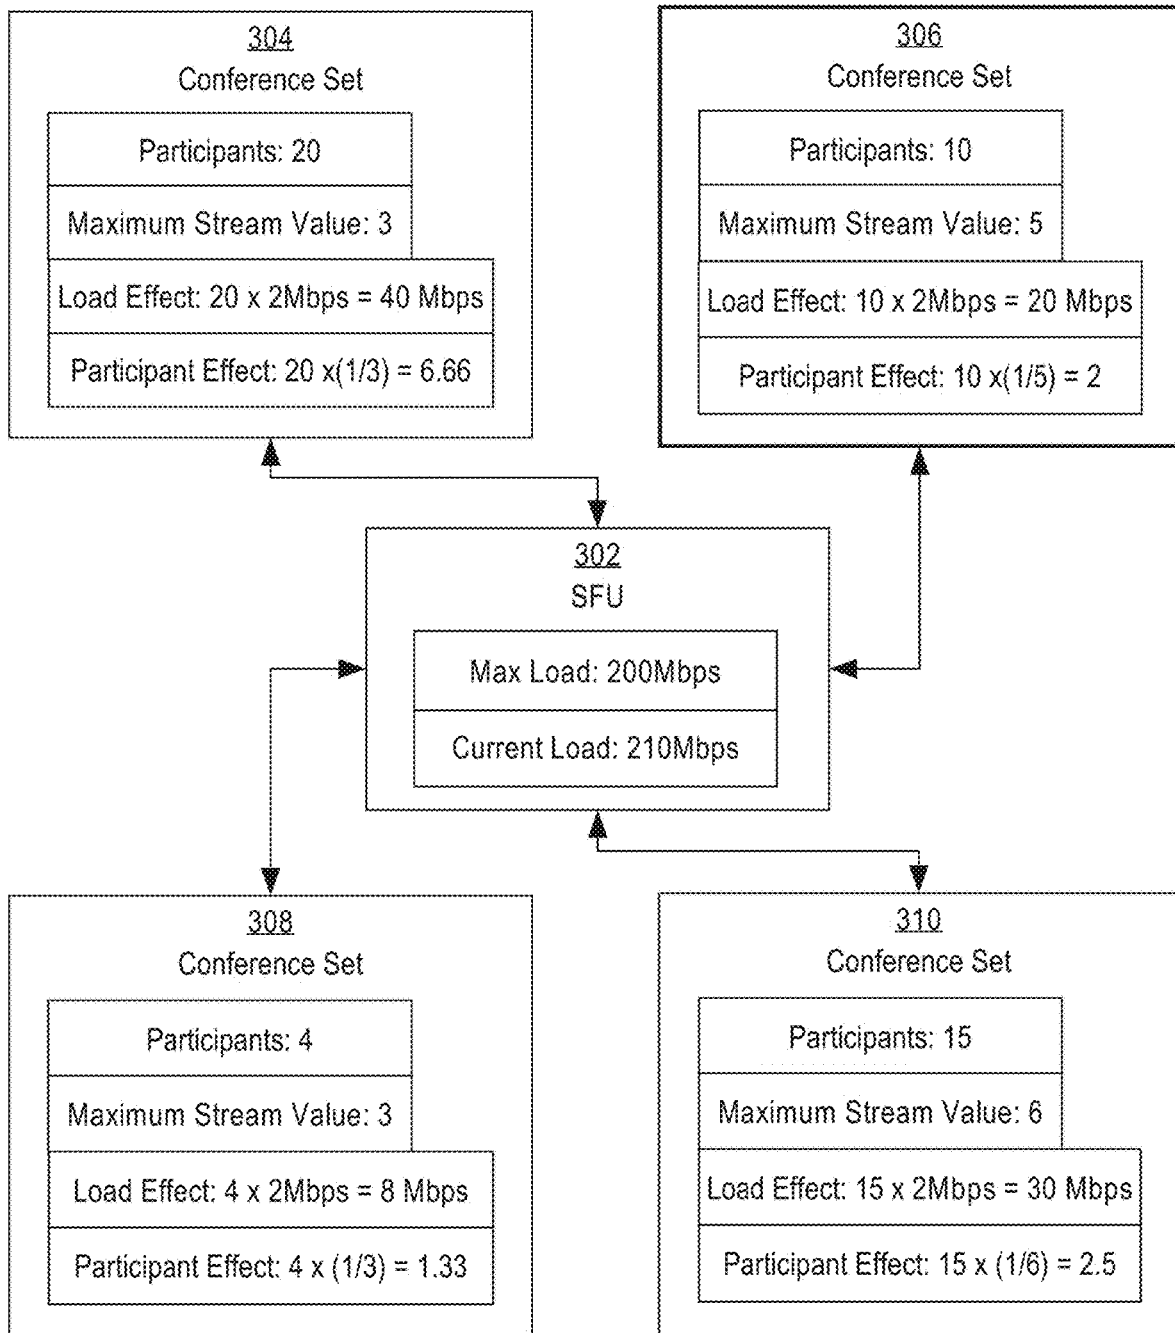 304
Conference Set
Participants: 20
Maximum Stream Value: 3
Load Effect: 20 x 2Mbps = 40 Mbps
Participant Effect: 20 x(1/3) = 6.66
306
Conference Set
Participants: 10
Maximum Stream Value: 5
Load Effect: 10 x 2Mbps = 20 Mbps
Participant Effect: 10 x(1/5) = 2
302
SFU
Max Load: 200Mbps
Current Load: 210Mbps
308
Conference Set
Participants: 4
Maximum Stream Value: 3
Load Effect: 4 x 2Mbps = 8 Mbps
Participant Effect: 4 x (1/3) = 1.33
310
Conference Set
Participants: 15
Maximum Stream Value: 6
Load Effect: 15 x 2Mbps = 30 Mbps
Participant Effect: 15 x (1/6) = 2.5